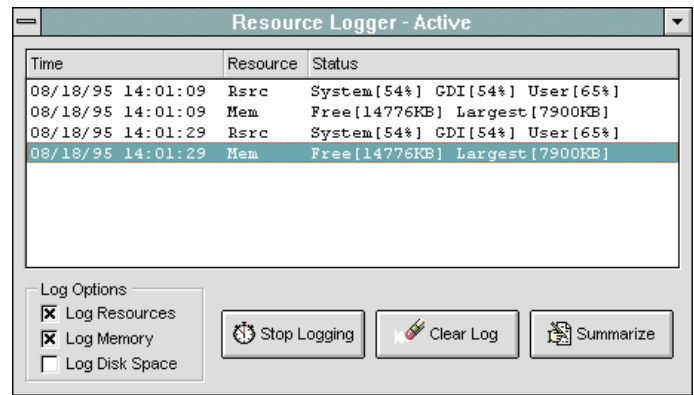 Resource Logger - Active
Time Resource Status
08/18/95 14:01:09 Rsrc System[54%] GDI[54%] User[65%]
08/18/95 14:01:09 Mem Free[14776KB] Largest[7900KB]
08/18/95 14:01:29 Rsrc System[54%] GDI[54%] User[65%]
08/18/95 14:01:29 Mem Free[14776KB] Largest[7900KB]
Log Options
Log Resources
Log Memory
Log Disk Space
Stop Logging
Clear Log
Summarize